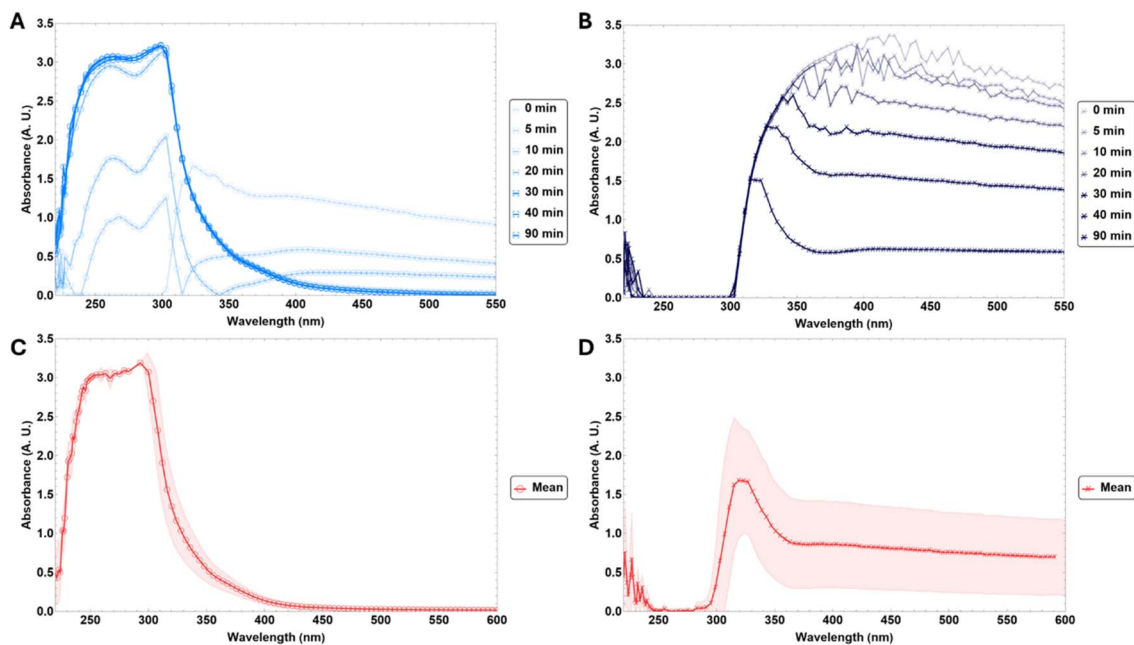 A
3.5
3.0
2.5
2.0
1.5
1.0
0.5
0.0
250 300 350 400 450 500 550
Absorbance (A. U.)
Wavelength (nm)
0 min
5 min
10 min
20 min
30 min
40 min
90 min
B
3.5
3.0
2.5
2.0
1.5
1.0
0.5
0.0
250 300 350 400 450 500 550
Absorbance (A. U.)
Wavelength (nm)
0 min
5 min
10 min
20 min
30 min
40 min
90 min
C
3.5
3.0
2.5
2.0
1.5
1.0
0.5
0.0
250 300 350 400 450 500 550 600
Absorbance (A. U.)
Wavelength (nm)
Mean
D
3.5
3.0
2.5
2.0
1.5
1.0
0.5
0.0
250 300 350 400 450 500 550 600
Absorbance (A. U.)
Wavelength (nm)
Mean